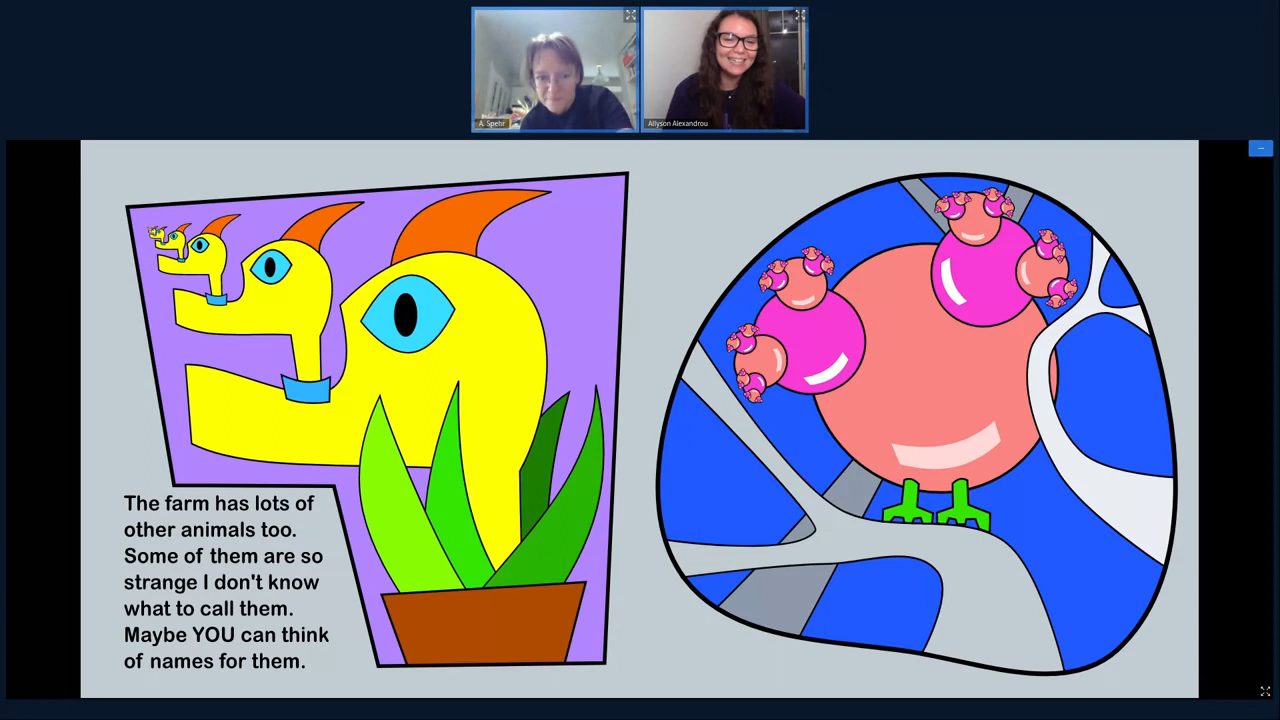 A. Spehr
Allyson Alexandrou
The farm has lots of
other animals too.
Some of them are so
strange I don't know
what to call them.
Maybe YOU can think
of names for them.